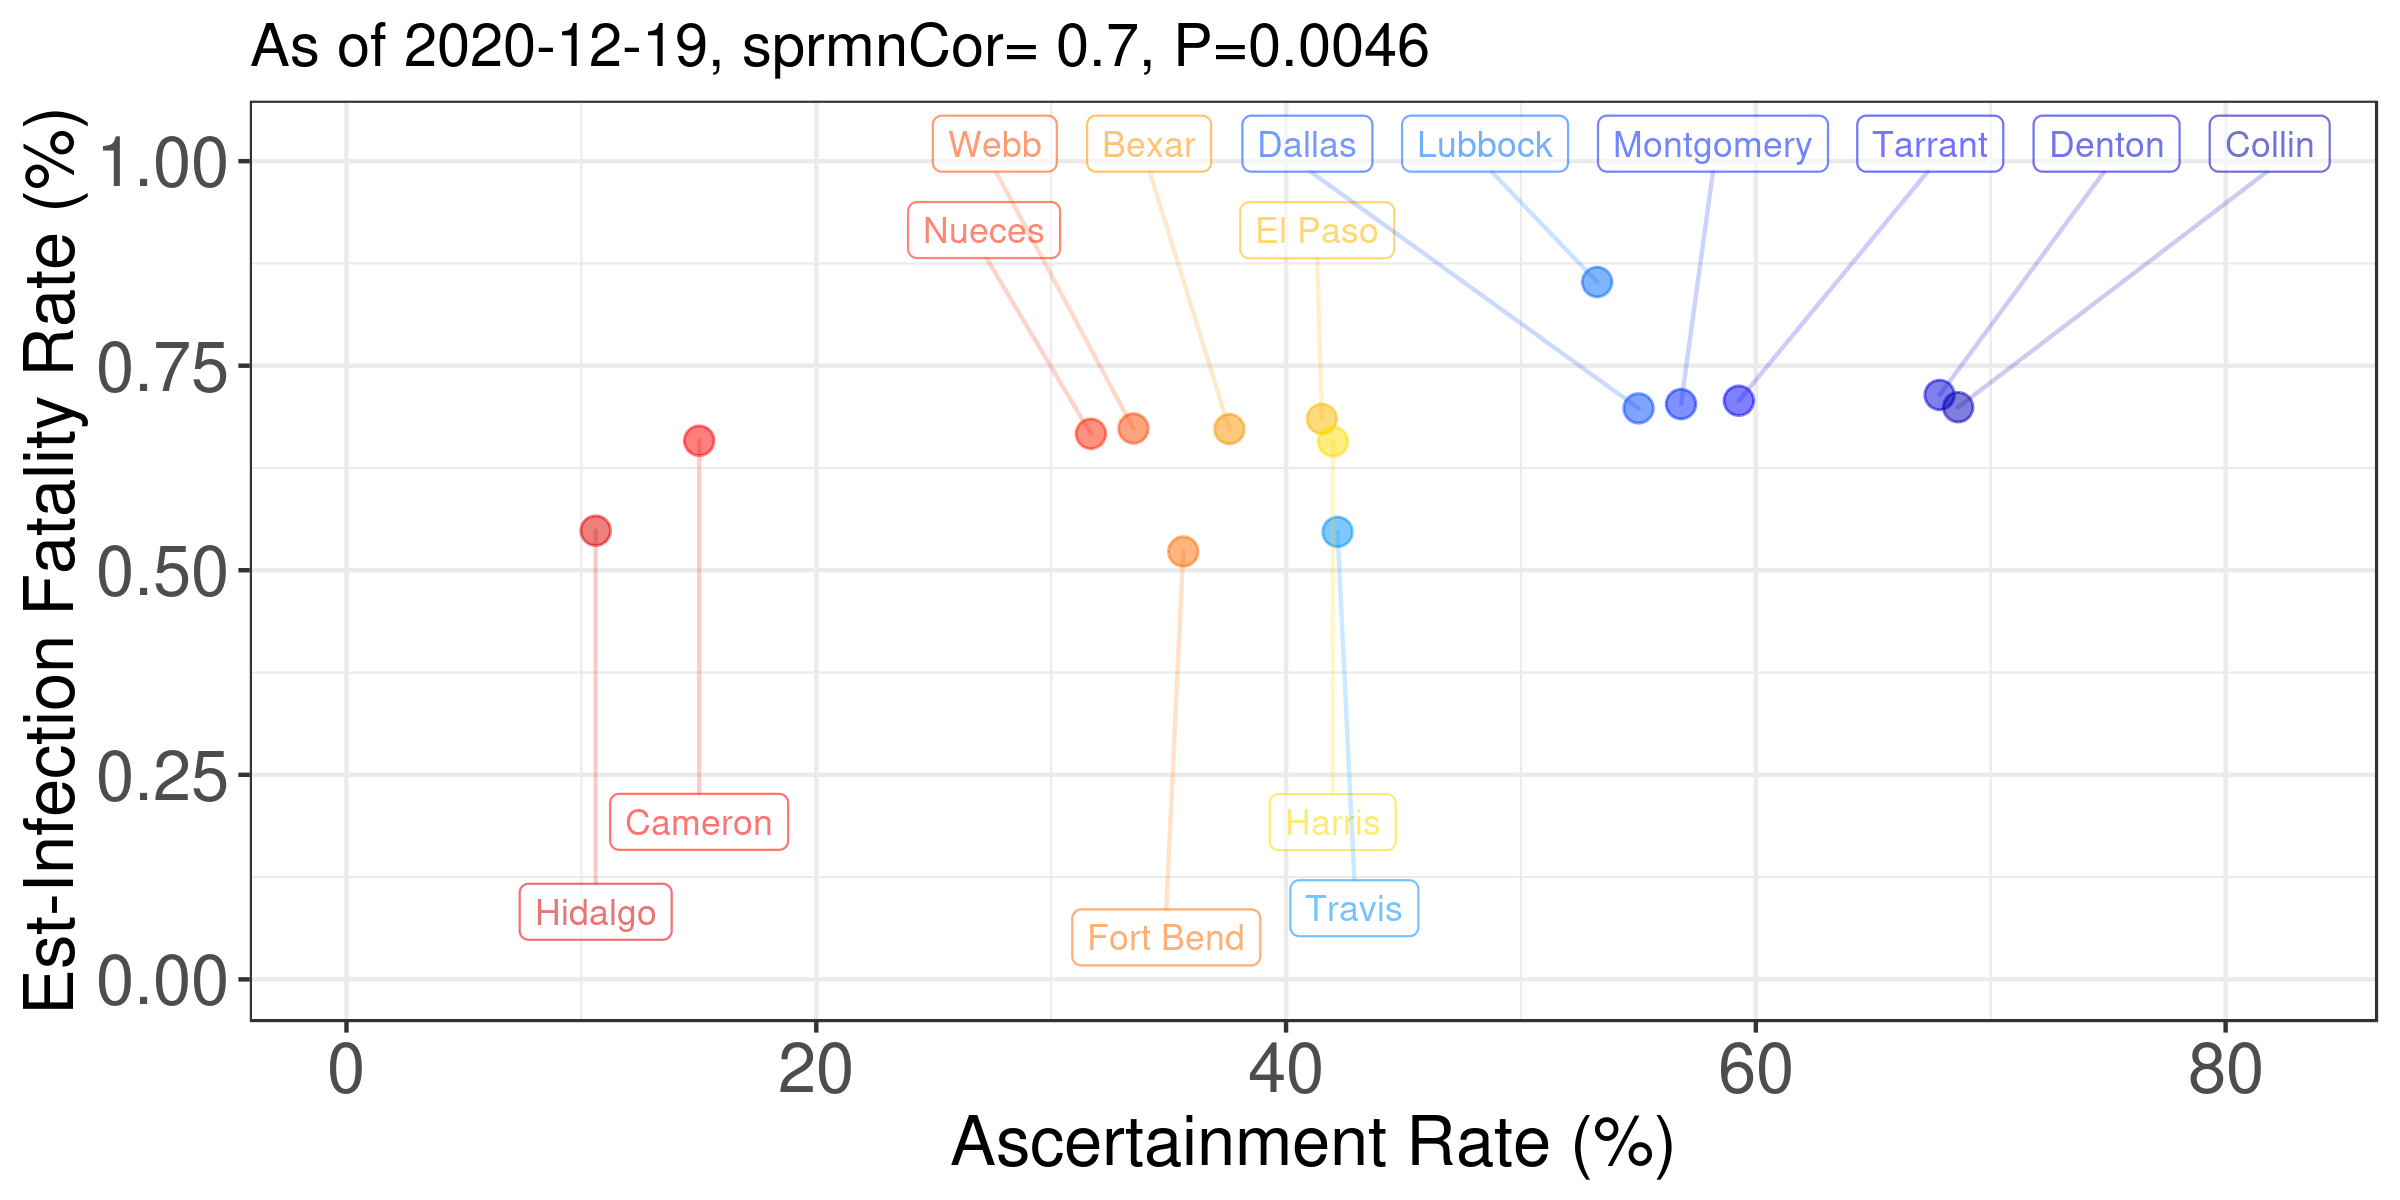 As of 2020-12-19, sprmnCor= 0.7, P=0.0046
Est-Infection Fatality Rate (%)
1.00
0.75
0.50
0.25
0.00
Webb Bexar Dallas Lubbock Montgomery Tarrant Denton Collin
Nueces El Paso
Cameron Harris
Hidalgo Travis
Fort Bend
0 20 40 60 80
Ascertainment Rate (%)